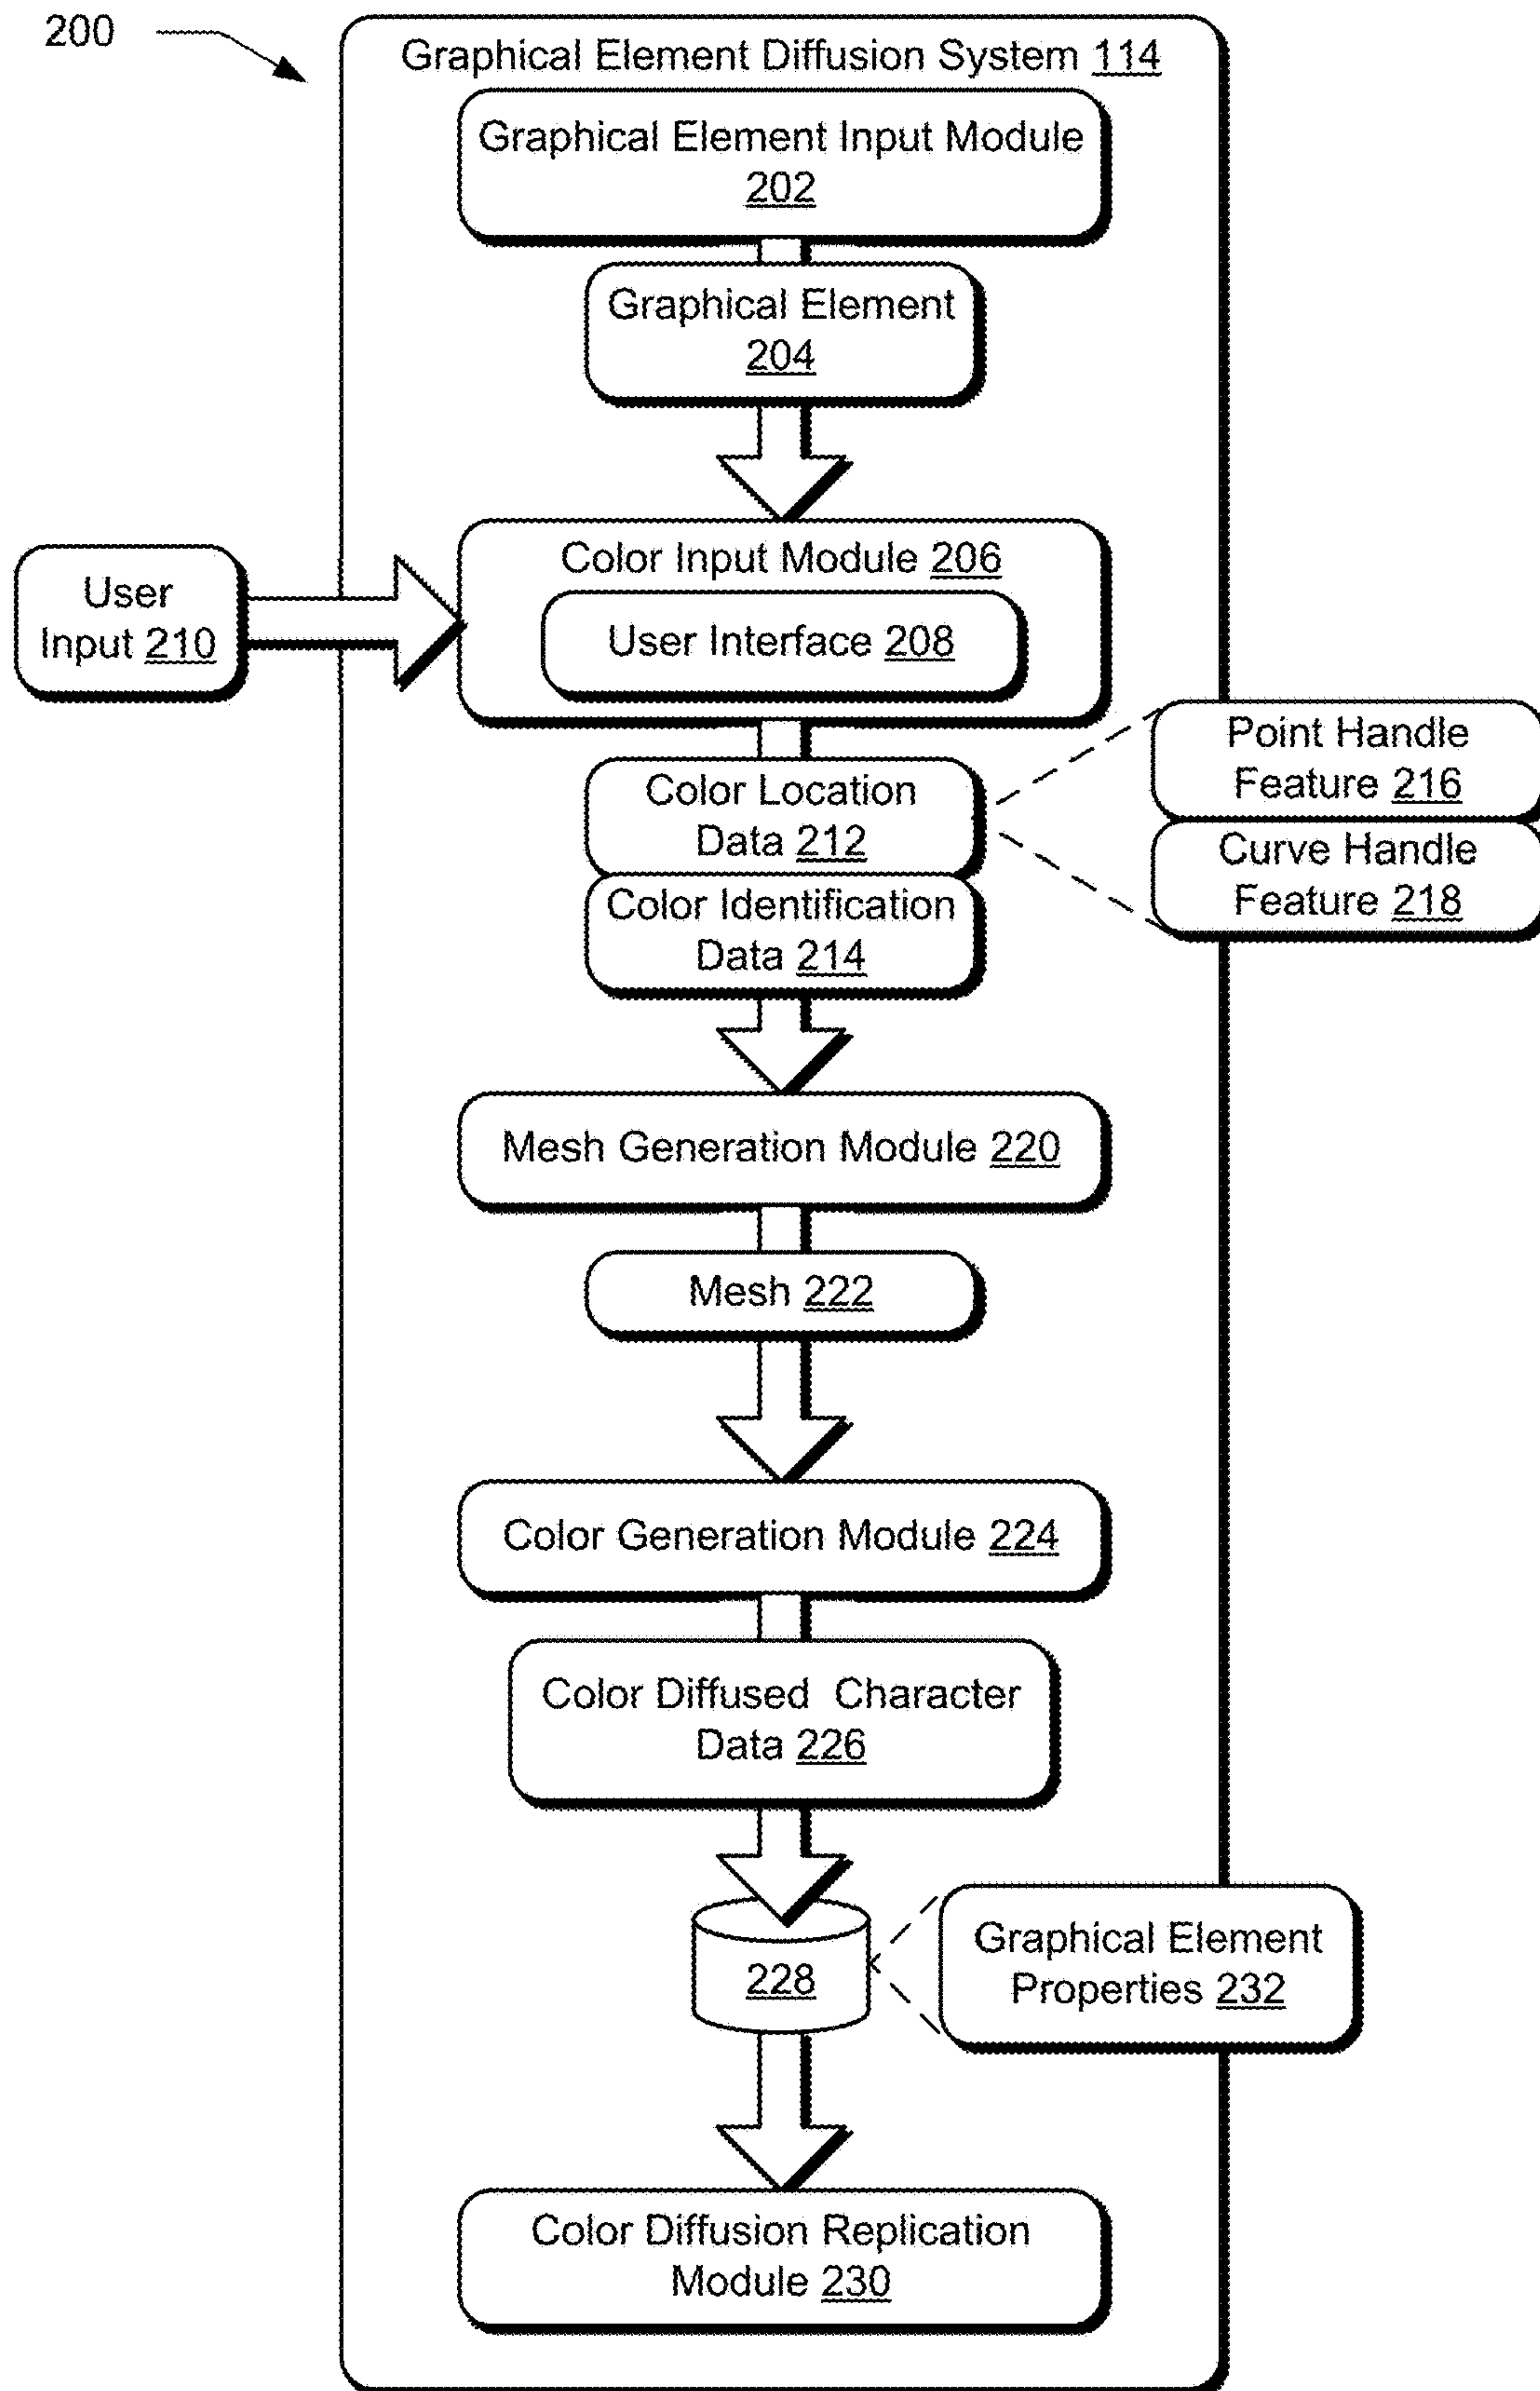 200
Graphical Element Diffusion System 114
Graphical Element Input Module
202
Graphical Element
204
Color Input Module 206
User Interface 208
User
Input 210
Color Location
Data 212
Color Identification
Data 214
Point Handle
Feature 216
Curve Handle
Feature 218
Mesh Generation Module 220
Mesh 222
Color Generation Module 224
Color Diffused Character
Data 226
228
Graphical Element
Properties 232
Color Diffusion Replication
Module 230